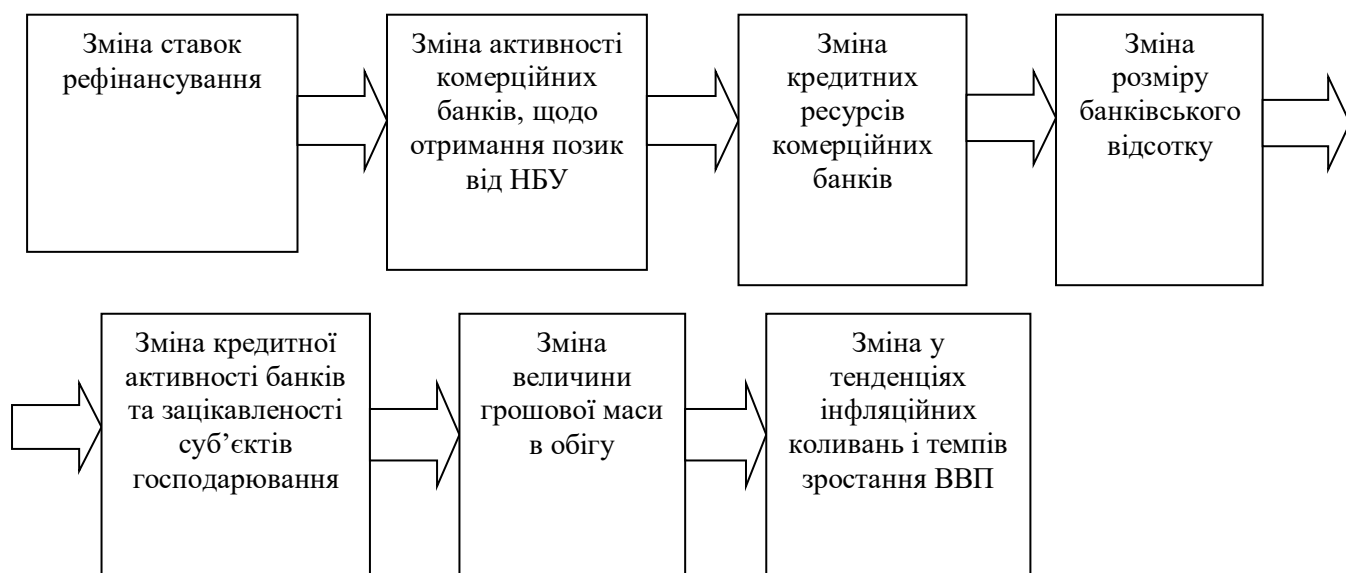 Зміна ставок
рефінансування
Зміна активності
комерційних
банків, щодо
отримання позик
від НБУ
Зміна
кредитних
ресурсів
комерційних
банків
Зміна
розміру
банківського
відсотку
Зміна кредитної
активності банків
та зацікавленості
суб’єктів
господарювання
Зміна
величини
грошової маси
в обігу
Зміна у
тенденціях
інфляційних
коливань і темпів
зростання ВВП